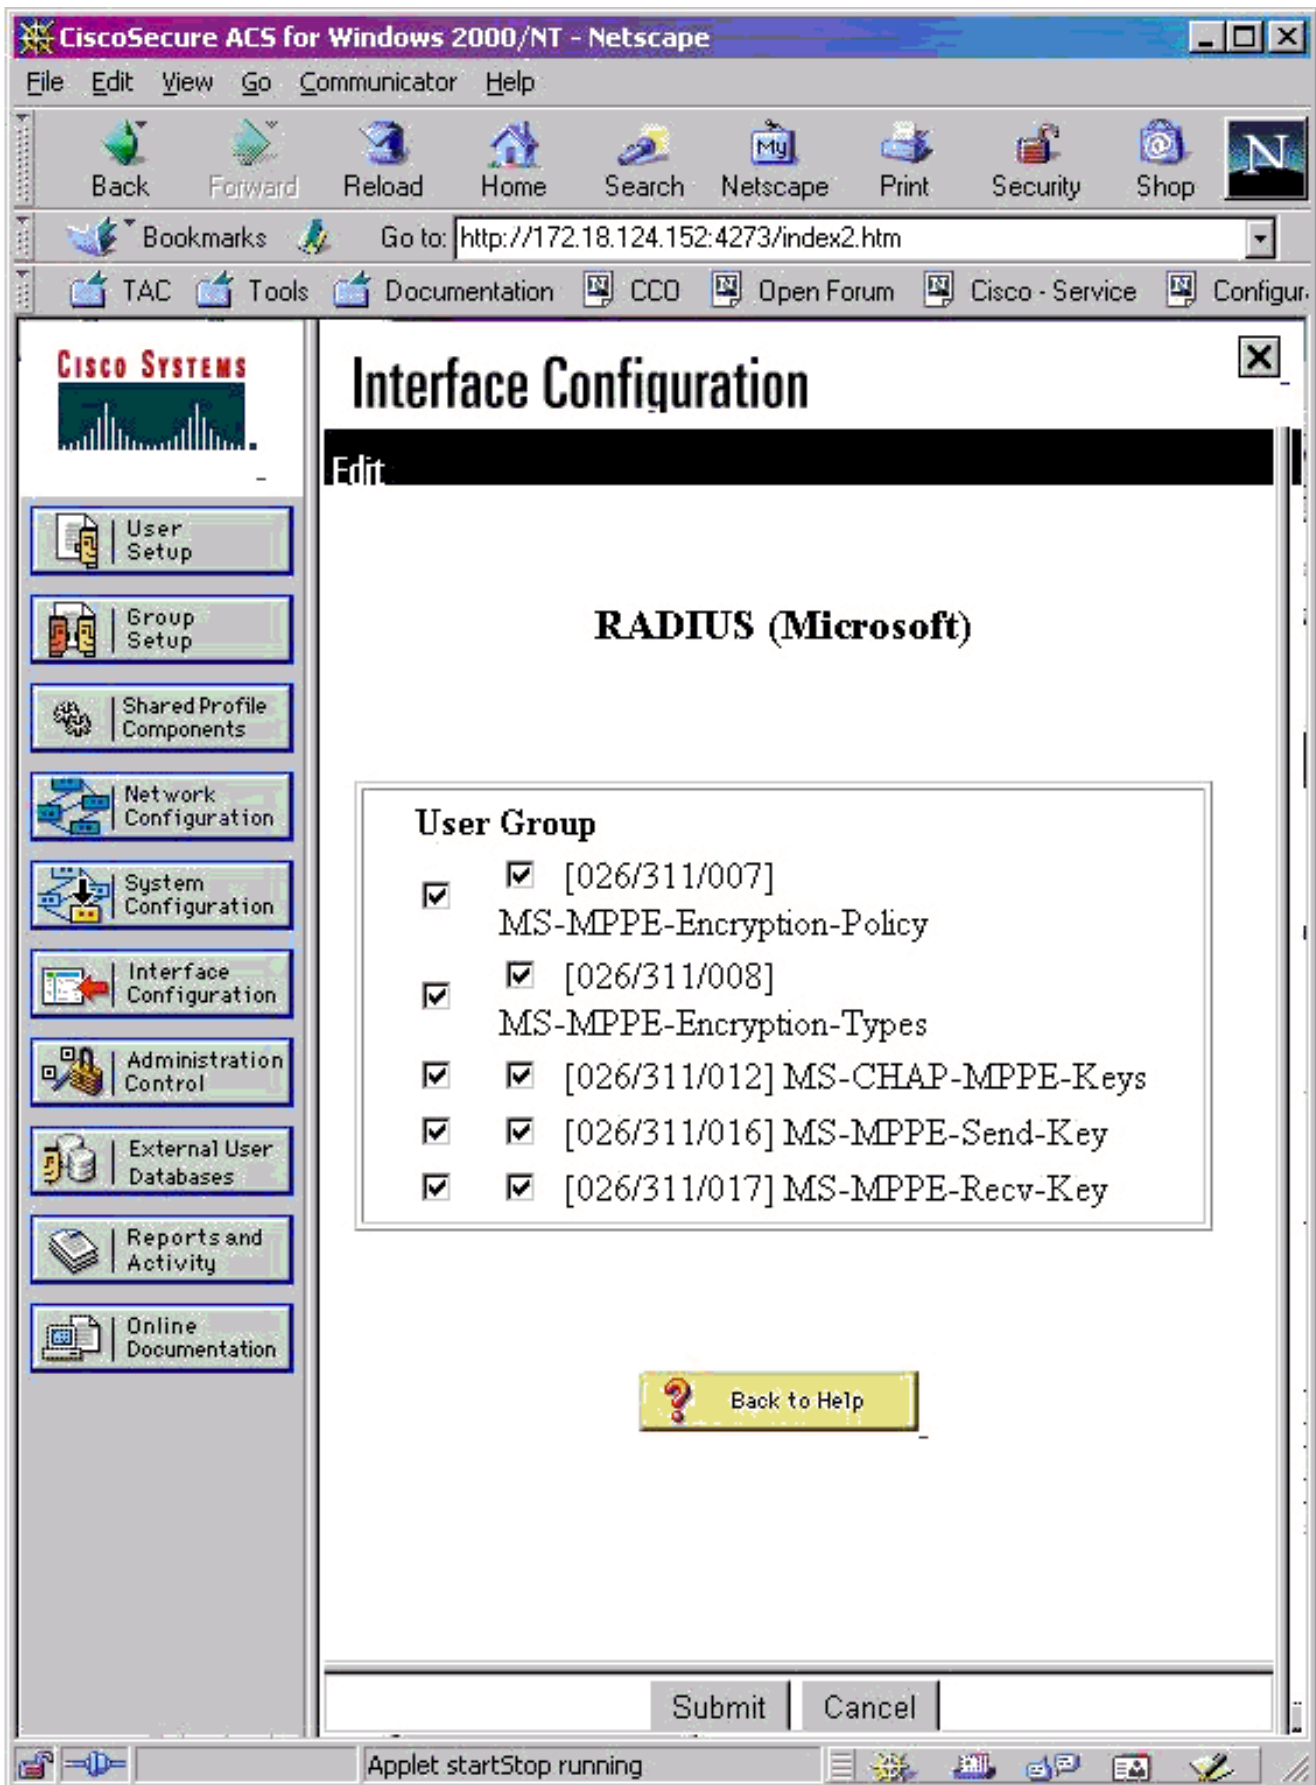 CiscoSecure ACS for Windows 2000/NT - Netscape
File Edit View Go Communicator Help
Back Forward Reload Home Search Netscape Print Security Shop
My
N
Bookmarks Go to: http://172.18.124.152:4273/index2.htm
TAC Tools Documentation CCO Open Forum Cisco - Service Configur
CISCO SYSTEMS
User
Setup
Group
Setup
Shared Profile
Components
Network
Configuration
System
Configuration
Interface
Configuration
Administration
Control
External User
Databases
Reports and
Activity
Online
Documentation
Interface Configuration
Edit
RADIUS (Microsoft)
User Group
[026/311/007]
MS-MPPE-Encryption-Policy
[026/311/008]
MS-MPPE-Encryption-Types
[026/311/012] MS-CHAP-MPPE-Keys
[026/311/016] MS-MPPE-Send-Key
[026/311/017] MS-MPPE-Recv-Key
? Back to Help
Submit Cancel
Applet startStop running